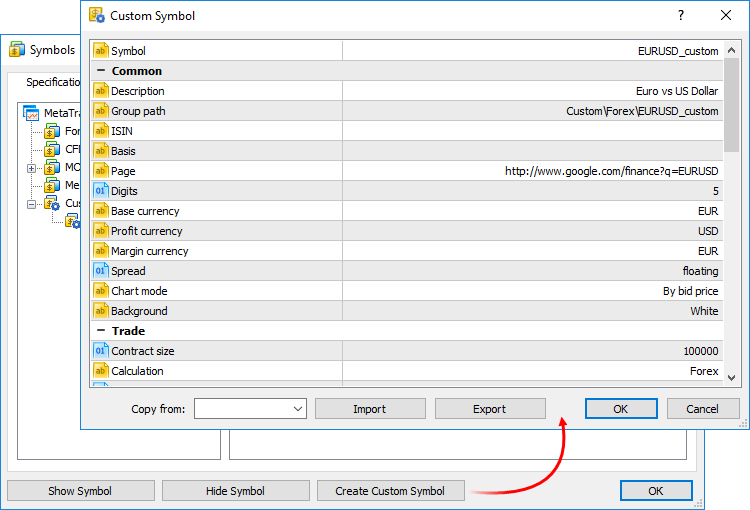 Custom Symbol
?
Symbols
Symbol EURUSD_custom
Common
Description Euro vs US Dollar
Group path Custom\Forex\EURUSD_custom
ISIN
Basis
Page http://www.google.com/finance?q=EURUSD
Digits 5
Base currency EUR
Profit currency USD
Margin currency EUR
Spread floating
Chart mode By bid price
Background White
Trade
Contract size 100000
Calculation Forex
Copy from: Import Export OK Cancel
Specificatio
MetaTra
For
CFI
MO
Me
Cus
Show Symbol Hide Symbol Create Custom Symbol OK